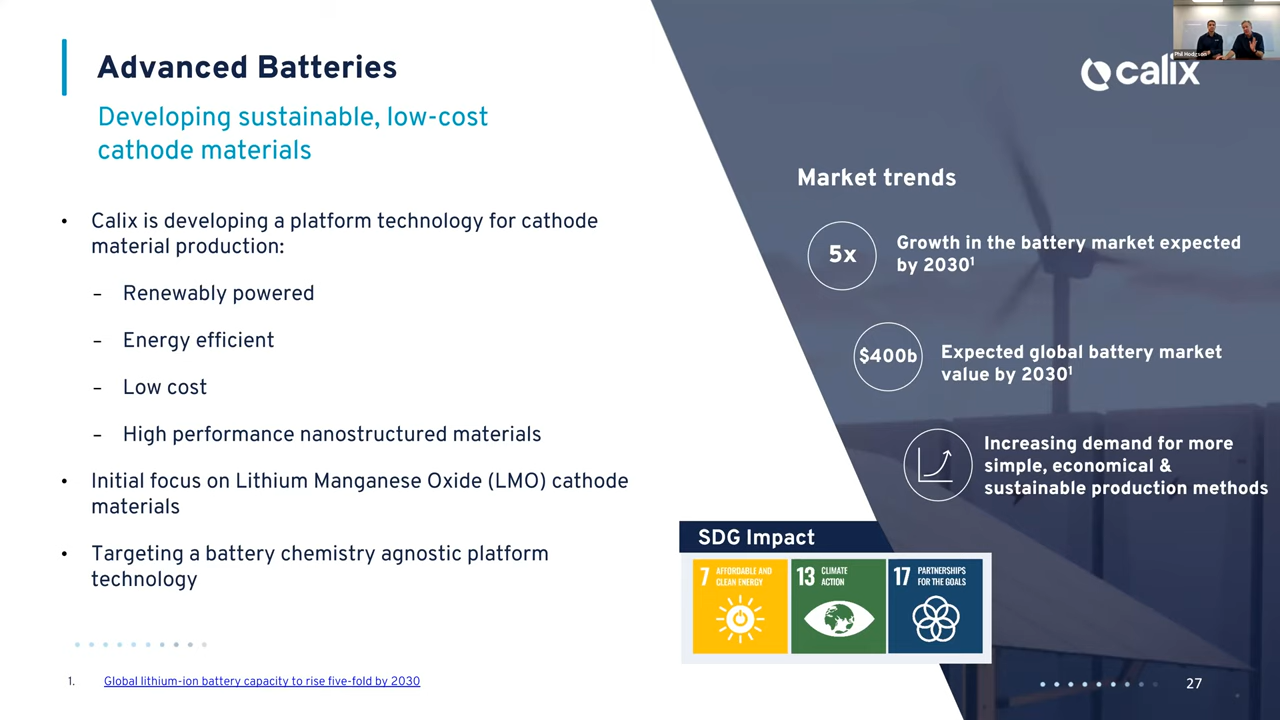 Advanced Batteries
Developing sustainable, low-cost
cathode materials
• Calix is developing a platform technology for cathode
material production:
– Renewably powered
– Energy efficient
– Low cost
– High performance nanostructured materials
• Initial focus on Lithium Manganese Oxide (LMO) cathode
materials
• Targeting a battery chemistry agnostic platform
technology
1. Global lithium-ion battery capacity to rise five-fold by 2030
Phil Hodgson
calix
Market trends
5x
Growth in the battery market expected
by 2030¹
$400b
Expected global battery market
value by 2030¹
Increasing demand for more
simple, economical &
sustainable production methods
SDG Impact
7 AFFORDABLE AND
CLEAN ENERGY
13 CLIMATE
ACTION
17 PARTNERSHIPS
FOR THE GOALS
27